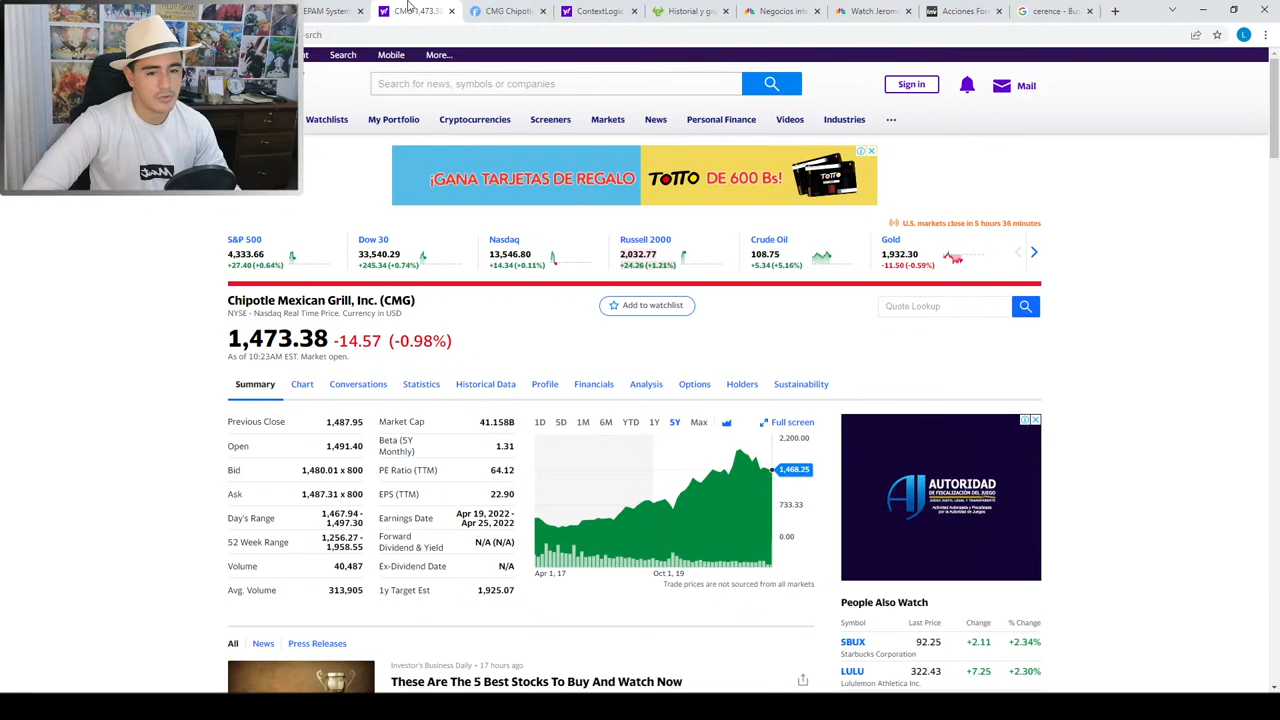 EPAM System
CMG 1,473.38
CMG Chipotl
ContextLogic
Historial y g
Negocios int
Watch
Acciones For
cerence - Bu
Search
Mobile
More...
Search for news, symbols or companies
Sign in
Mail
Watchlists
My Portfolio
Cryptocurrencies
Screeners
Markets
News
Personal Finance
Videos
Industries
¡GANA TARJETAS DE REGALO TOTTO DE 600 Bs!
U.S. markets close in 5 hours 36 minutes
S&P 500
4,333.66
+27.40 (+0.64%)
Dow 30
33,540.29
+245.34 (+0.74%)
Nasdaq
13,546.80
+14.34 (+0.11%)
Russell 2000
2,032.77
+24.26 (+1.21%)
Crude Oil
108.75
+5.34 (+5.16%)
Gold
1,932.30
-11.50 (-0.59%)
Chipotle Mexican Grill, Inc. (CMG)
NYSE - Nasdaq Real Time Price. Currency in USD
Add to watchlist
Quote Lookup
1,473.38 -14.57 (-0.98%)
As of 10:23AM EST. Market open.
Summary
Chart
Conversations
Statistics
Historical Data
Profile
Financials
Analysis
Options
Holders
Sustainability
Previous Close 1,487.95
Open 1,491.40
Bid 1,480.01 x 800
Ask 1,487.31 x 800
Day's Range 1,467.94 -
1,497.30
52 Week Range 1,256.27 -
1,958.55
Volume 40,487
Avg. Volume 313,905
Market Cap 41.158B
Beta (5Y
Monthly) 1.31
PE Ratio (TTM) 64.12
EPS (TTM) 22.90
Earnings Date Apr 19, 2022 -
Apr 25, 2022
Forward
Dividend & Yield N/A (N/A)
Ex-Dividend Date N/A
1y Target Est 1,925.07
1D 5D 1M 6M YTD 1Y 5Y Max
Full screen
2,200.00
1,468.25
733.33
0.00
Apr 1, 17
Oct 1, 19
Trade prices are not sourced from all markets
AJ AUTORIDAD
DE FISCALIZACIÓN DEL JUEGO
People Also Watch
Symbol Last Price Change % Change
SBUX 92.25 +2.11 +2.34%
Starbucks Corporation
LULU 322.43 +7.25 +2.30%
Lululemon Athletica Inc.
All
News
Press Releases
Investor's Business Daily • 17 hours ago
These Are The 5 Best Stocks To Buy And Watch Now